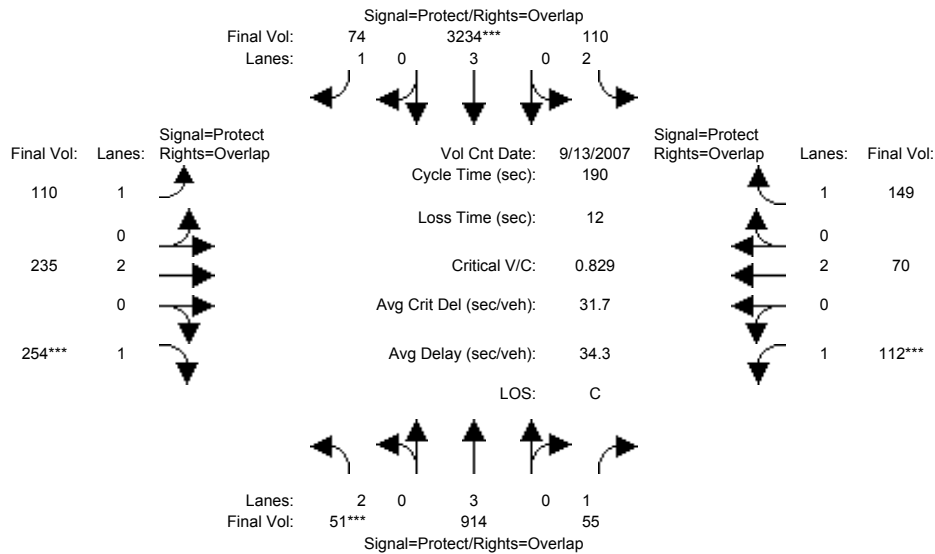 Signal=Protect/Rights=Overlap
Final Vol: 74 3234*** 110
Lanes: 1 0 3 0 2
Signal=Protect Signal=Protect
Final Vol: Lanes: Rights=Overlap Vol Cnt Date: 9/13/2007 Rights=Overlap Lanes: Final Vol:
Cycle Time (sec): 190
110 1 1 149
Loss Time (sec): 12
0 0
235 2 Critical V/C: 0.829 2 70
0 Avg Crit Del (sec/veh): 31.7 0
254*** 1 Avg Delay (sec/veh): 34.3 1 112***
LOS: C
Lanes: 2 0 3 0 1
Final Vol: 51*** 914 55
Signal=Protect/Rights=Overlap